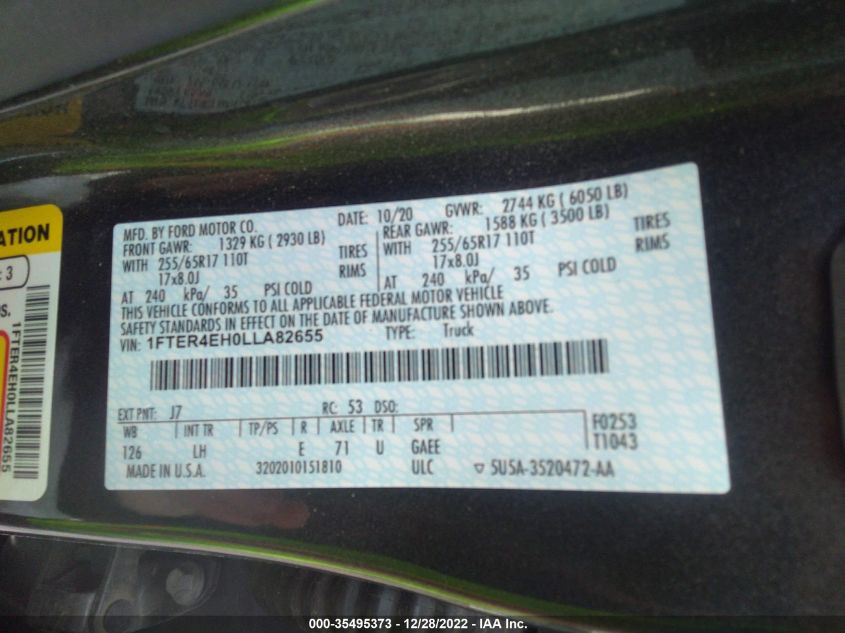 ATION
: 3
S.
1FTER4EH0LLA82655
MFG. BY FORD MOTOR CO. DATE: 10/20 GVWR: 2744 KG ( 6050 LB)
FRONT GAWR: 1329 KG ( 2930 LB) REAR GAWR: 1588 KG ( 3500 LB)
WITH 255/65R17 110T TIRES WITH 255/65R17 110T TIRES
17x8.0J RIMS 17x8.0J RIMS
AT 240 kPa/ 35 PSI COLD AT 240 kPa/ 35 PSI COLD
THIS VEHICLE CONFORMS TO ALL APPLICABLE FEDERAL MOTOR VEHICLE
SAFETY STANDARDS IN EFFECT ON THE DATE OF MANUFACTURE SHOWN ABOVE.
VIN: 1FTER4EH0LLA82655 TYPE: Truck
EXT PNT: J7 RC: 53 DSO:
WB INT TR TP/PS R AXLE TR SPR F0253
126 LH E 71 U GAEE T1043
MADE IN U.S.A. 3202010151810 ULC ▽ 5USA-3520472-AA
000-35495373 - 12/28/2022 - IAA Inc.